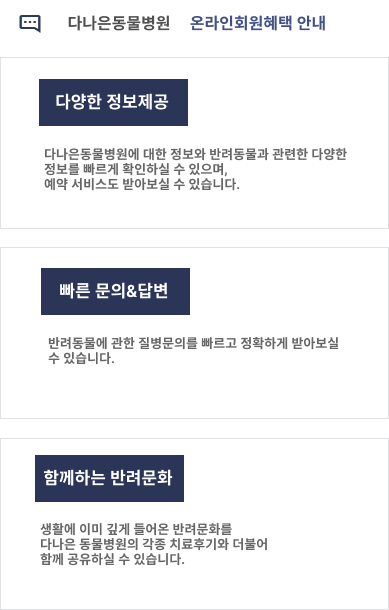 다나은동물병원 온라인회원혜택 안내
다양한 정보제공
다나은동물병원에 대한 정보와 반려동물과 관련한 다양한
정보를 빠르게 확인하실 수 있으며,
예약 서비스도 받아보실 수 있습니다.
빠른 문의&답변
반려동물에 관한 질병문의를 빠르고 정확하게 받아보실
수 있습니다.
함께하는 반려문화
생활에 이미 깊게 들어온 반려문화를
다나은 동물병원의 각종 치료후기와 더불어
함께 공유하실 수 있습니다.